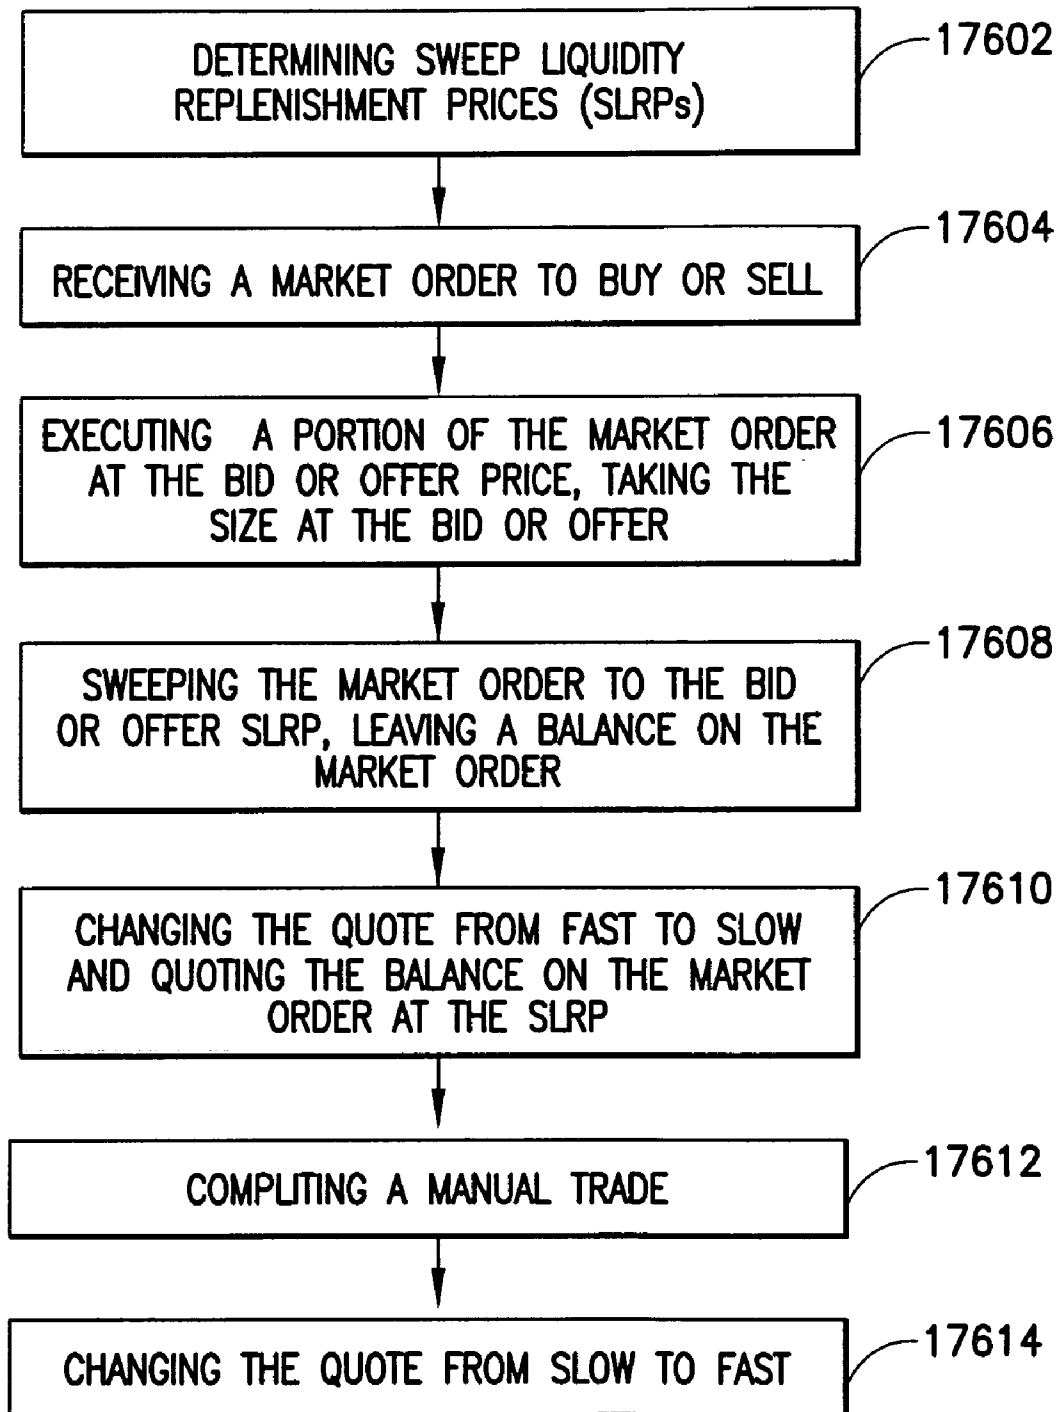 DETERMINING SWEEP LIQUIDITY
REPLENISHMENT PRICES (SLRPs)
17602
RECEIVING A MARKET ORDER TO BUY OR SELL
17604
EXECUTING A PORTION OF THE MARKET ORDER
AT THE BID OR OFFER PRICE, TAKING THE
SIZE AT THE BID OR OFFER
17606
SWEEPING THE MARKET ORDER TO THE BID
OR OFFER SLRP, LEAVING A BALANCE ON THE
MARKET ORDER
17608
CHANGING THE QUOTE FROM FAST TO SLOW
AND QUOTING THE BALANCE ON THE MARKET
ORDER AT THE SLRP
17610
COMPLITING A MANUAL TRADE
17612
CHANGING THE QUOTE FROM SLOW TO FAST
17614